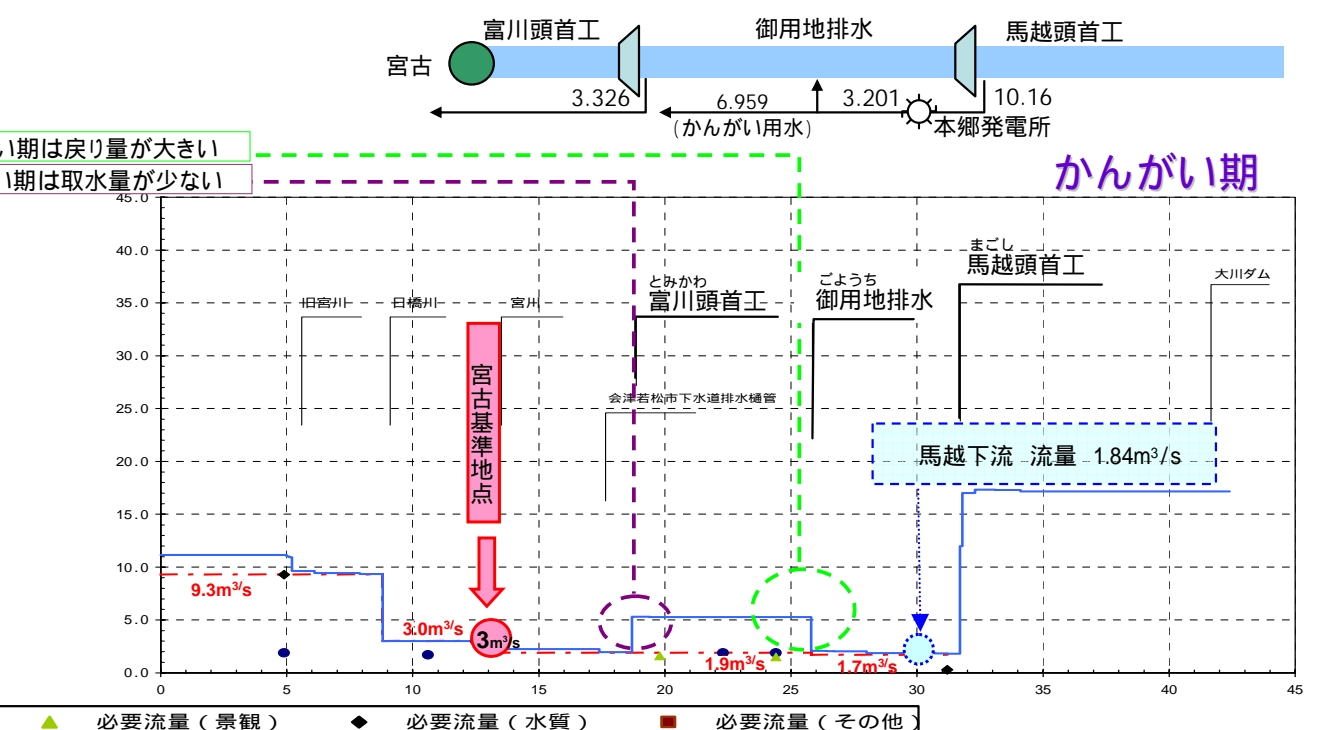 富川頭首工
御用地排水
馬越頭首工
宮古
3.326
6.959
3.201
10.16
(かんがい用水)
本郷発電所
い期は戻り量が大きい
い期は取水量が少ない
かんがい期
45.0
40.0
35.0
30.0
25.0
20.0
15.0
10.0
5.0
0.0
旧宮川
日橋川
宮川
とみかわ
富川頭首工
ごようち
御用地排水
まごし
馬越頭首工
大川ダム
会津若松市下水道排水樋管
宮古基準地点
馬越下流 流量 1.84m³/s
9.3m³/s
3.0m³/s
3m³/s
1.9m³/s
1.7m³/s
0 5 10 15 20 25 30 35 40 45
▲ 必要流量(景観) ◆ 必要流量(水質) ■ 必要流量(その他)